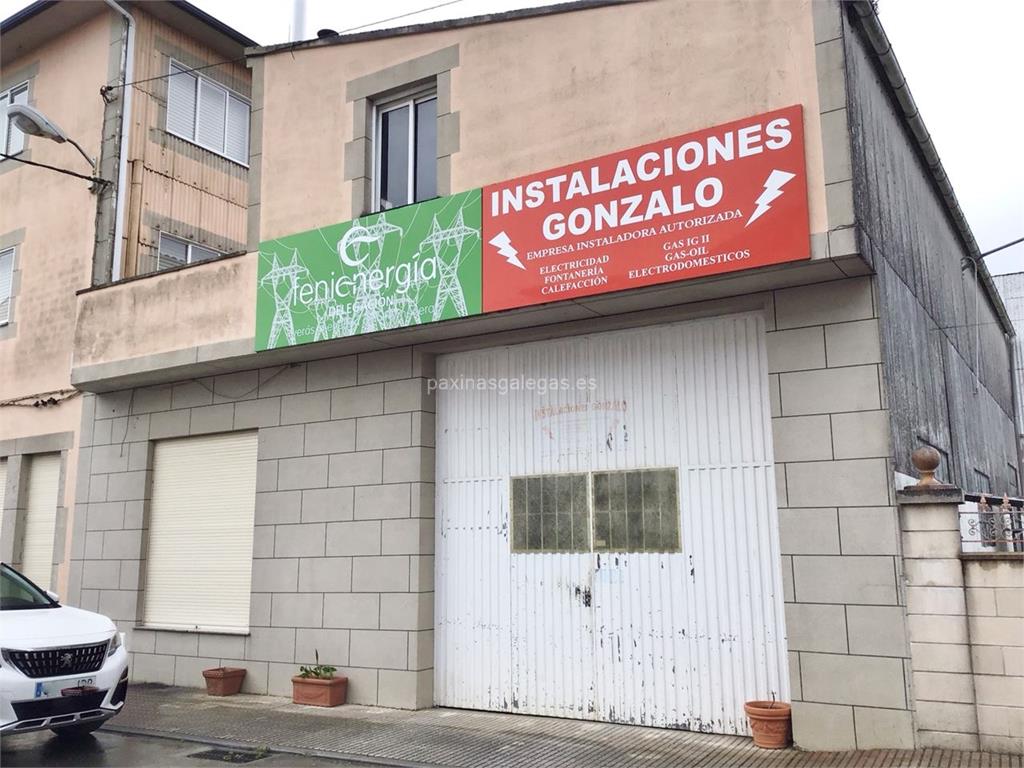 INSTALACIONES
GONZALO
EMPRESA INSTALADORA AUTORIZADA
ELECTRICIDAD
FONTANERÍA
CALEFACCIÓN
GAS IG II
GAS-OIL
ELECTRODOMESTICOS
fenieenergía
DELEGACIÓN
paxinasgalegas.es
INSTALACIONES GONZALO